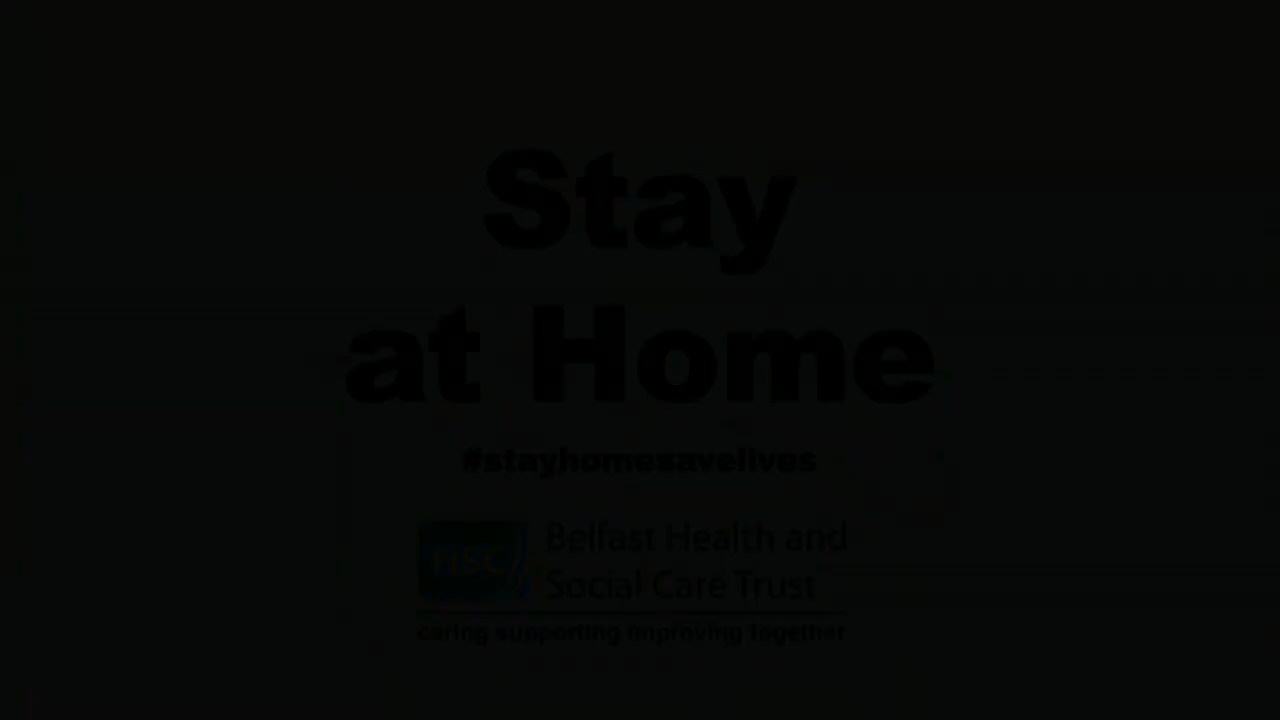 Stay
at Home
#stayhomesavelives
HSC
Belfast Health and
Social Care Trust
caring supporting improving together